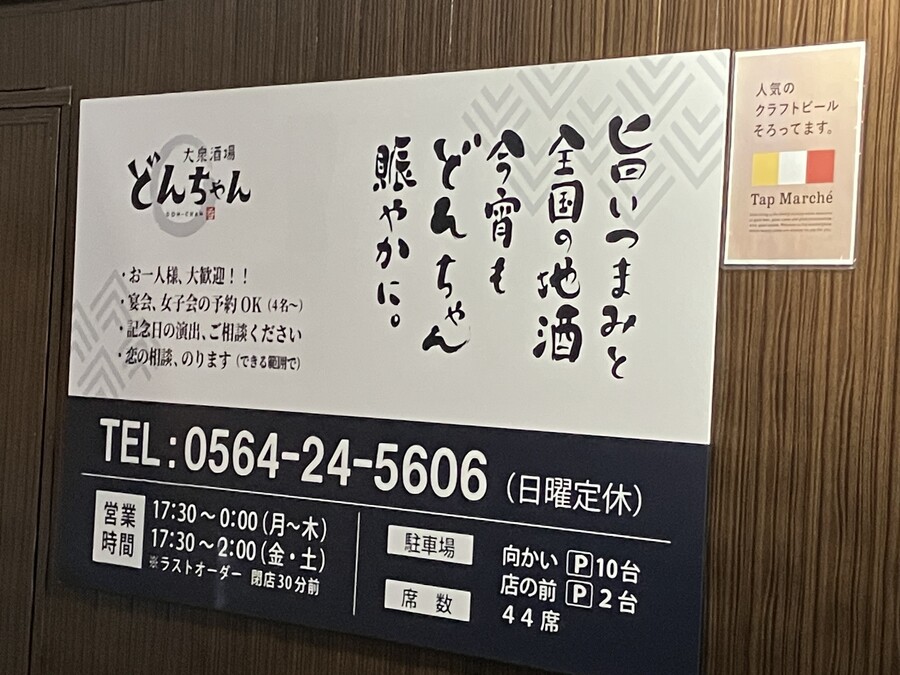 大衆酒場
どんちゃん
DON-CHAN
・お一人様、大歓迎！！
・宴会、女子会の予約OK（4名〜）
・記念日の演出、ご相談ください
・恋の相談、のります（できる範囲で）
旨いつまみと
全国の地酒
今宵も
どんちゃん
賑やかに。
TEL：0564-24-5606（日曜定休）
営業時間
17：30〜0：00（月〜木）
17：30〜2：00（金・土）
※ラストオーダー 閉店30分前
駐車場
向かい P 10台
店の前 P 2台
席 数
44席
人気の
クラフトビール
そろってます。
Tap Marché